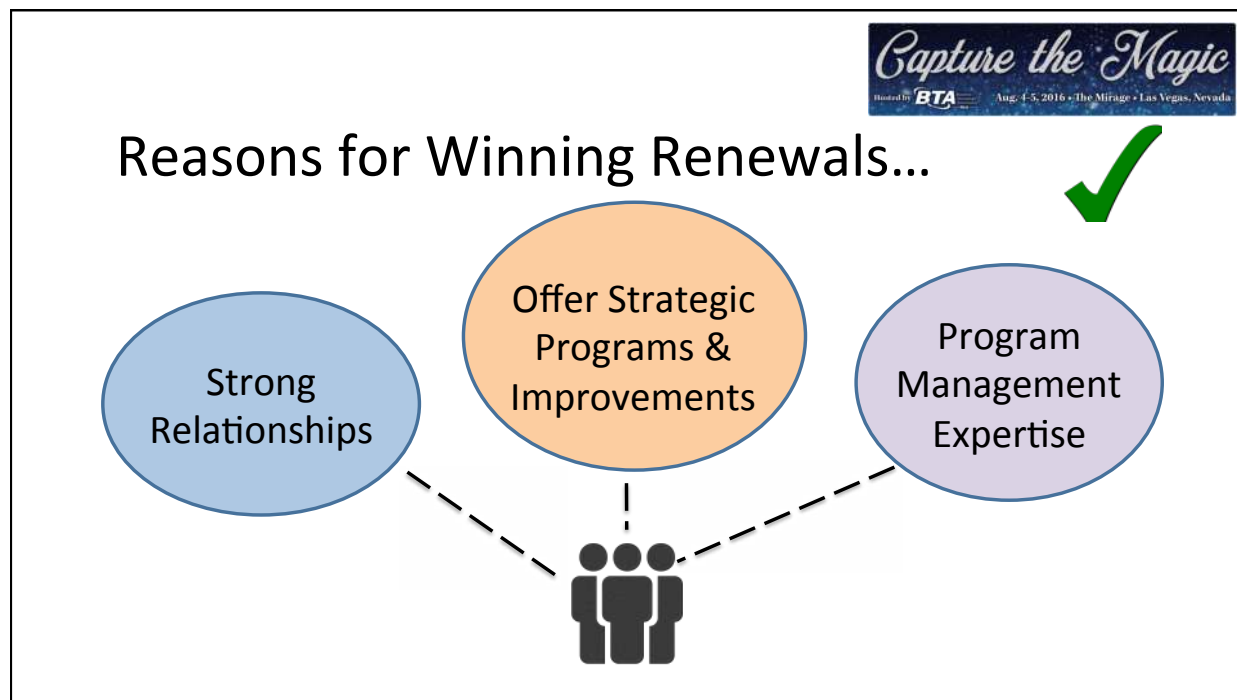 Capture the Magic
Hosted by BTA Aug. 4-5, 2016 • The Mirage • Las Vegas, Nevada
Reasons for Winning Renewals...
Strong
Relationships
Offer Strategic
Programs &
Improvements
Program
Management
Expertise